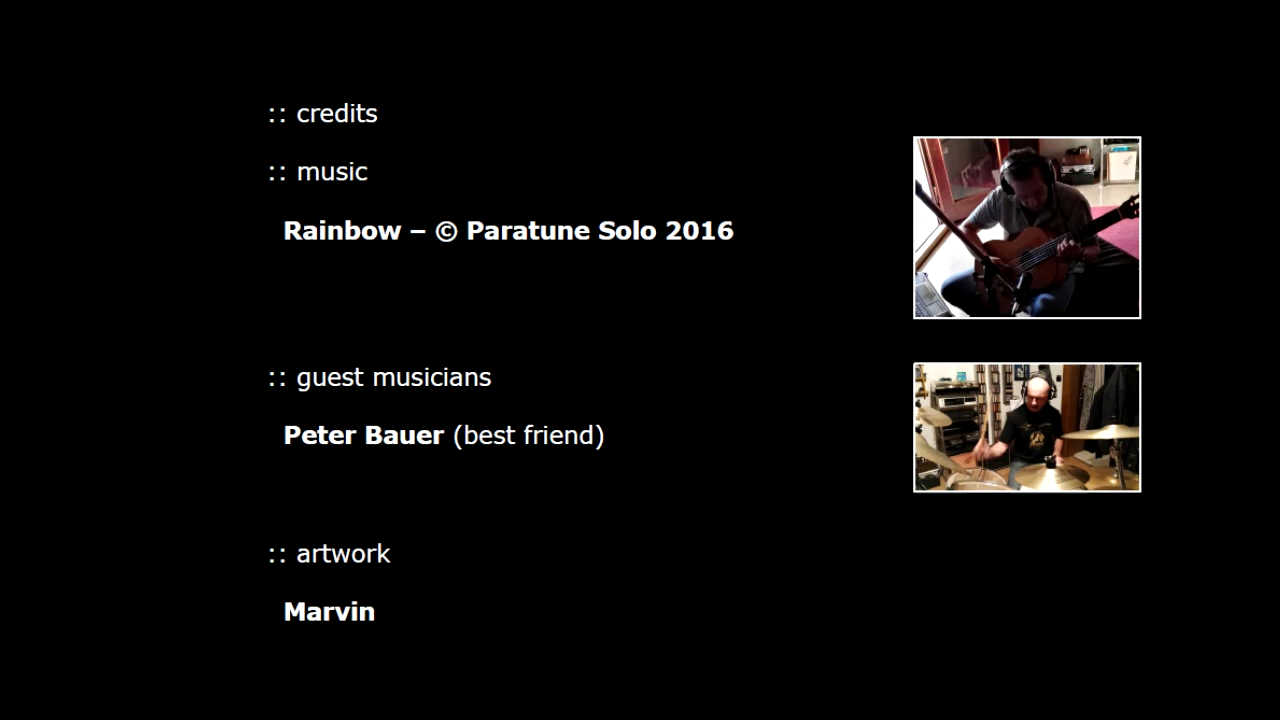 :: credits
:: music
Rainbow – © Paratune Solo 2016
:: guest musicians
Peter Bauer (best friend)
:: artwork
Marvin